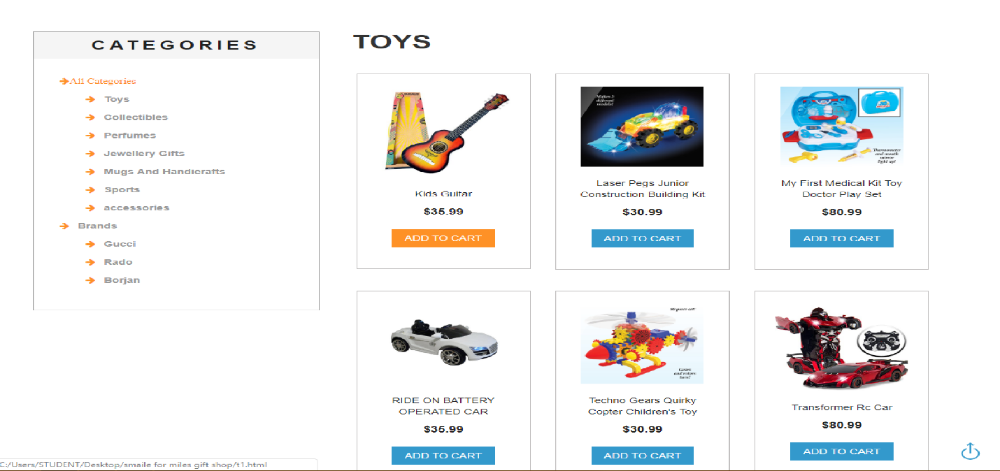 CATEGORIES
All Categories
Toys
Collectibles
Perfumes
Jewellery Gifts
Mugs And Handicrafts
Sports
accessories
Brands
Gucci
Rado
Borjan
TOYS
Kids Guitar
$35.99
ADD TO CART
Makes 5
different
models!
Laser Pegs Junior
Construction Building Kit
$30.99
ADD TO CART
Thermometer
and mouth
mirror
light up!
My First Medical Kit Toy
Doctor Play Set
$80.99
ADD TO CART
RIDE ON BATTERY
OPERATED CAR
$35.99
ADD TO CART
80 piece set!
Gears
and rotors
turn!
Techno Gears Quirky
Copter Children's Toy
$30.99
ADD TO CART
Transformer Rc Car
$80.99
ADD TO CART
C:/Users/STUDENT/Desktop/smaile for miles gift shop/t1.html